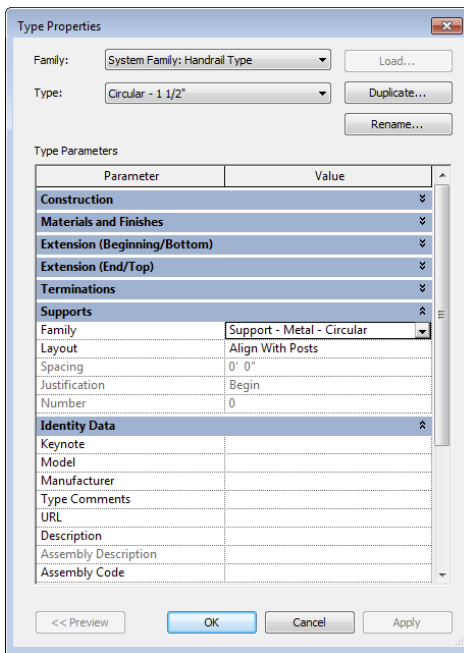 Type Properties
Family: System Family: Handrail Type Load...
Type: Circular - 1 1/2" Duplicate...
Rename...
Type Parameters
Parameter Value
Construction
Materials and Finishes
Extension (Beginning/Bottom)
Extension (End/Top)
Terminations
Supports
Family Support - Metal - Circular
Layout Align With Posts
Spacing 0' 0"
Justification Begin
Number 0
Identity Data
Keynote
Model
Manufacturer
Type Comments
URL
Description
Assembly Description
Assembly Code
<< Preview OK Cancel Apply